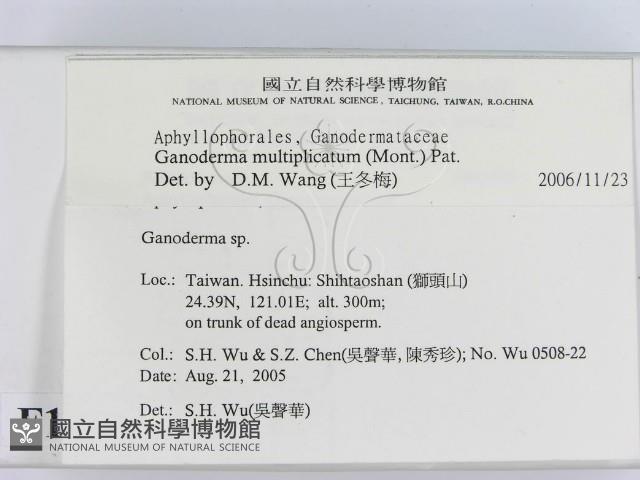 國立自然科學博物館
NATIONAL MUSEUM OF NATURAL SCIENCE, TAICHUNG, TAIWAN, R.O.CHINA
Aphyllophorales, Ganodermataceae
Ganoderma multiplicatum (Mont.) Pat.
Det. by D.M. Wang (王冬梅) 2006/11/23
Ganoderma sp.
Loc.: Taiwan. Hsinchu: Shihtaoshan (獅頭山)
24.39N, 121.01E; alt. 300m;
on trunk of dead angiosperm.
Col.: S.H. Wu & S.Z. Chen(吳聲華, 陳秀珍); No. Wu 0508-22
Date: Aug. 21, 2005
Det.: S.H. Wu(吳聲華)
國立自然科學博物館
NATIONAL MUSEUM OF NATURAL SCIENCE